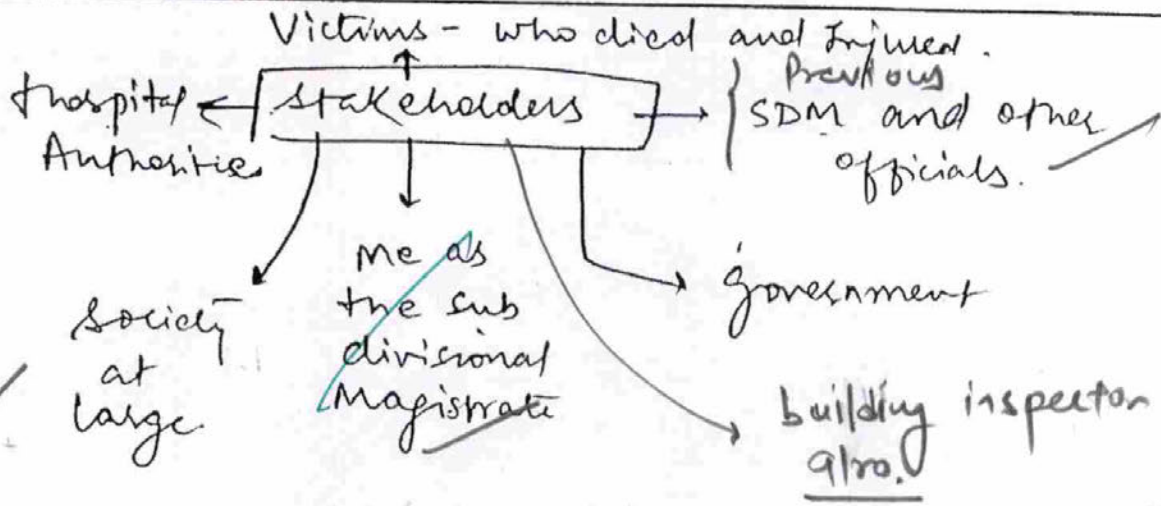 Victims - who died and Injured.
Hospital Authorities
Stakeholders
Previous
SDM and other
officials.
Society
at
large
Me as
the sub
divisional
Magistrate
government
building inspector
also.